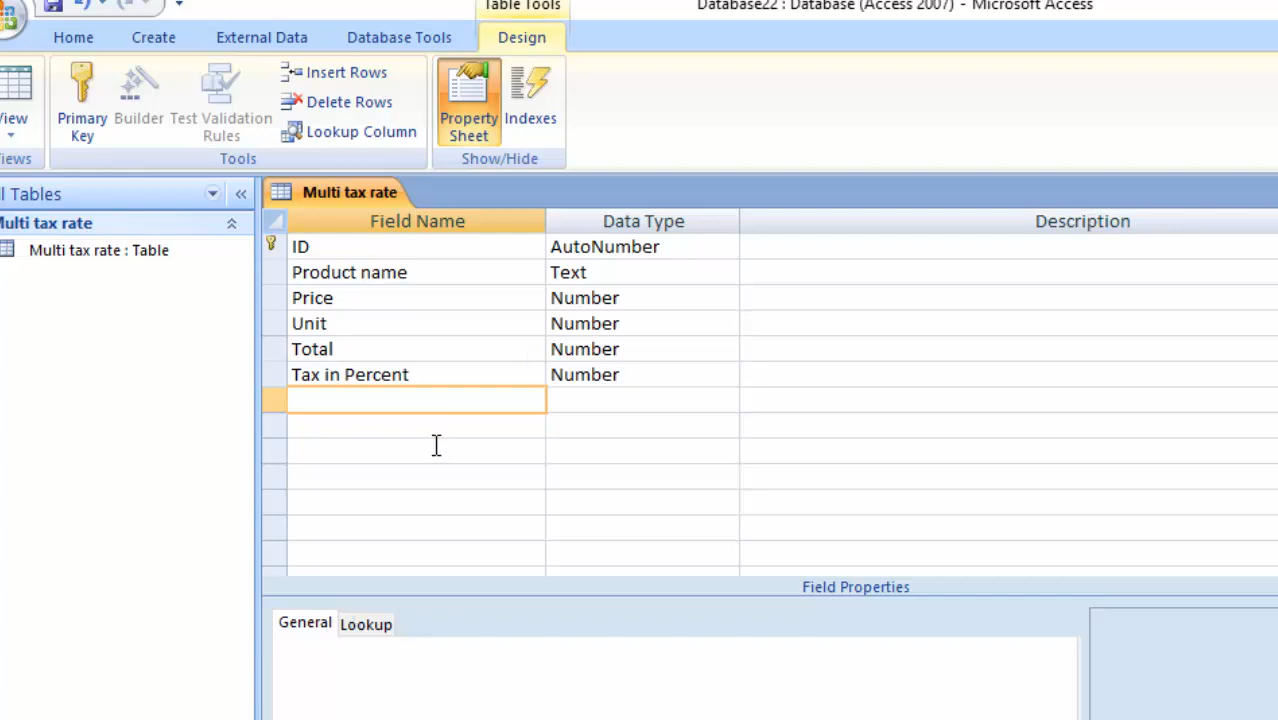 Table Tools
Database22 : Database (Access 2007) - Microsoft Access
Home
Create
External Data
Database Tools
Design
View
Primary Key
Builder
Test Validation Rules
Insert Rows
Delete Rows
Lookup Column
Property Sheet
Indexes
iews
Tools
Show/Hide
l Tables
Multi tax rate
Multi tax rate : Table
Multi tax rate
Field Name
Data Type
Description
ID
AutoNumber
Product name
Text
Price
Number
Unit
Number
Total
Number
Tax in Percent
Number
Field Properties
General
Lookup